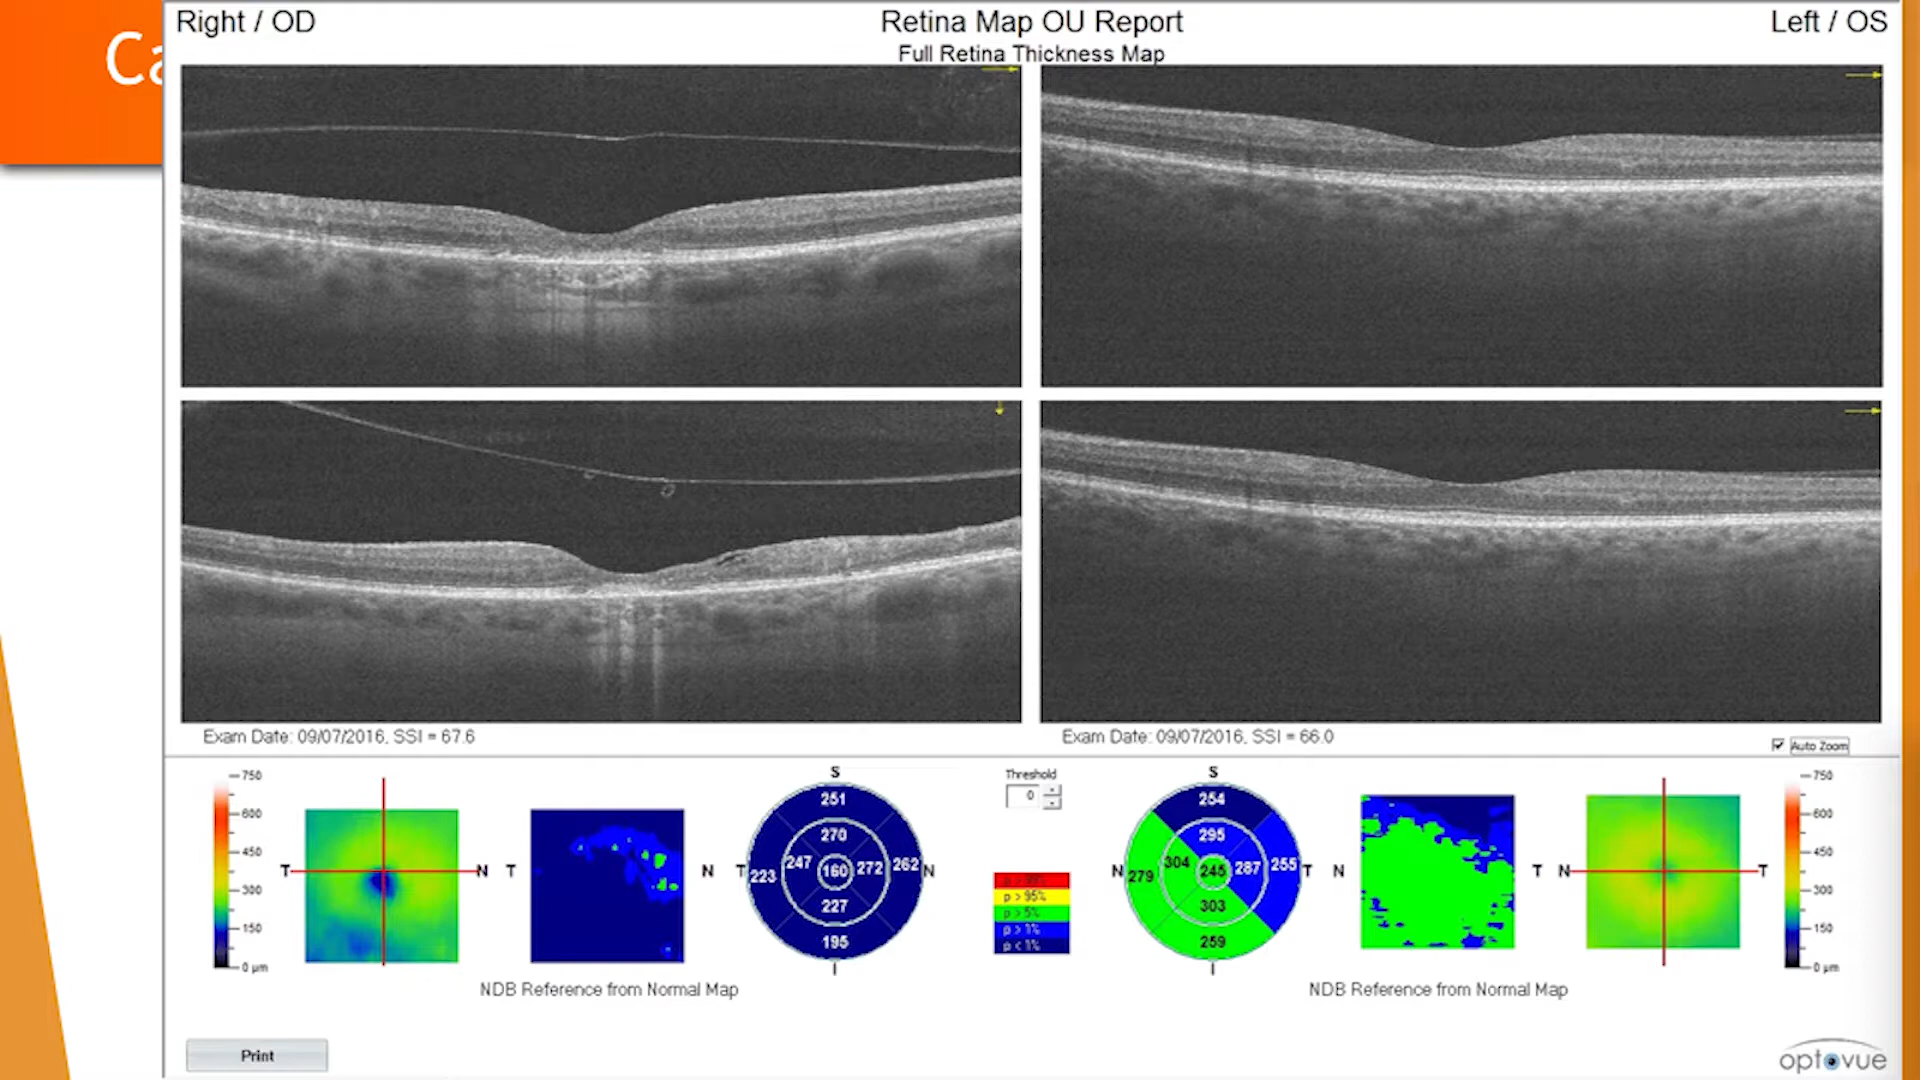 Ca
Right / OD
Retina Map OU Report
Left / OS
Full Retina Thickness Map
Exam Date: 09/07/2016, SSI = 67.6
Exam Date: 09/07/2016, SSI = 66.0
Auto Zoom
750
600
450
300
150
0 µm
T
N
T
N
S
251
270
T 223 247 160 272 262 N
227
195
I
Threshold
0
p > 95%
p > 5%
p > 1%
p < 1%
S
254
295
N 279 304 245 287 255 T
303
259
I
N
T
N
T
750
600
450
300
150
0 µm
NDB Reference from Normal Map
NDB Reference from Normal Map
Print
optovue